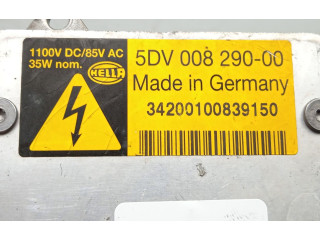 1100V DC/85V AC
35W nom.
HELLA
5DV 008 290-00
Made in Germany
34200100839150